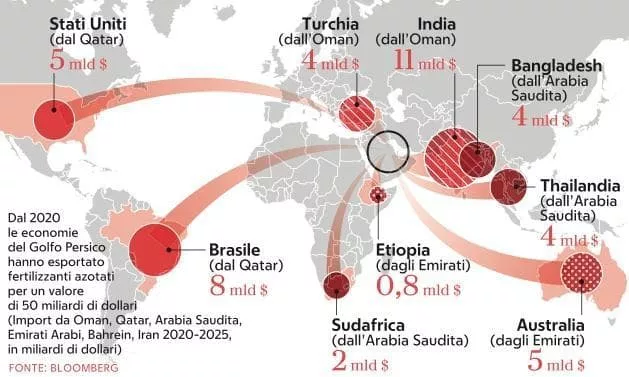 Stati Uniti
(dal Qatar)
5 mld $
Turchia
(dall'Oman)
4 mld $
India
(dall'Oman)
11 mld $
Bangladesh
(dall'Arabia
Saudita)
4 mld $
Thailandia
(dall'Arabia
Saudita)
4 mld $
Dal 2020
le economie
del Golfo Persico
hanno esportato
fertilizzanti azotati
per un valore
di 50 miliardi di dollari
(Import da Oman, Qatar, Arabia Saudita,
Emirati Arabi, Bahrein, Iran 2020-2025,
in miliardi di dollari)
FONTE: BLOOMBERG
Brasile
(dal Qatar)
8 mld $
Etiopia
(dagli Emirati)
0,8 mld $
Sudafrica
(dall'Arabia Saudita)
2 mld $
Australia
(dagli Emirati)
5 mld $